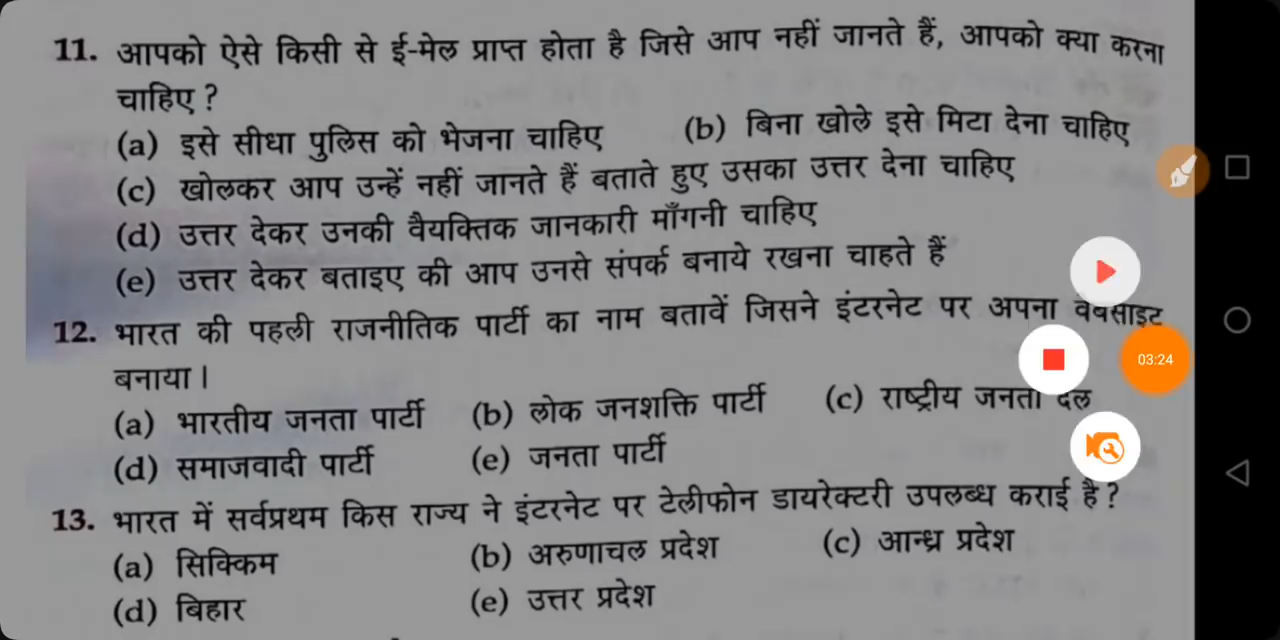 11. आपको ऐसे किसी से ई-मेल प्राप्त होता है जिसे आप नहीं जानते हैं, आपको क्या करना
चाहिए ?
(a) इसे सीधा पुलिस को भेजना चाहिए (b) बिना खोले इसे मिटा देना चाहिए
(c) खोलकर आप उन्हें नहीं जानते हैं बताते हुए उसका उत्तर देना चाहिए
(d) उत्तर देकर उनकी वैयक्तिक जानकारी माँगनी चाहिए
(e) उत्तर देकर बताइए की आप उनसे संपर्क बनाये रखना चाहते हैं
12. भारत की पहली राजनीतिक पार्टी का नाम बतावें जिसने इंटरनेट पर अपना वेबसाइट
बनाया ।
03:24
(a) भारतीय जनता पार्टी (b) लोक जनशक्ति पार्टी (c) राष्ट्रीय जनता दल
(d) समाजवादी पार्टी (e) जनता पार्टी
13. भारत में सर्वप्रथम किस राज्य ने इंटरनेट पर टेलीफोन डायरेक्टरी उपलब्ध कराई है ?
(a) सिक्किम (b) अरुणाचल प्रदेश (c) आन्ध्र प्रदेश
(d) बिहार (e) उत्तर प्रदेश